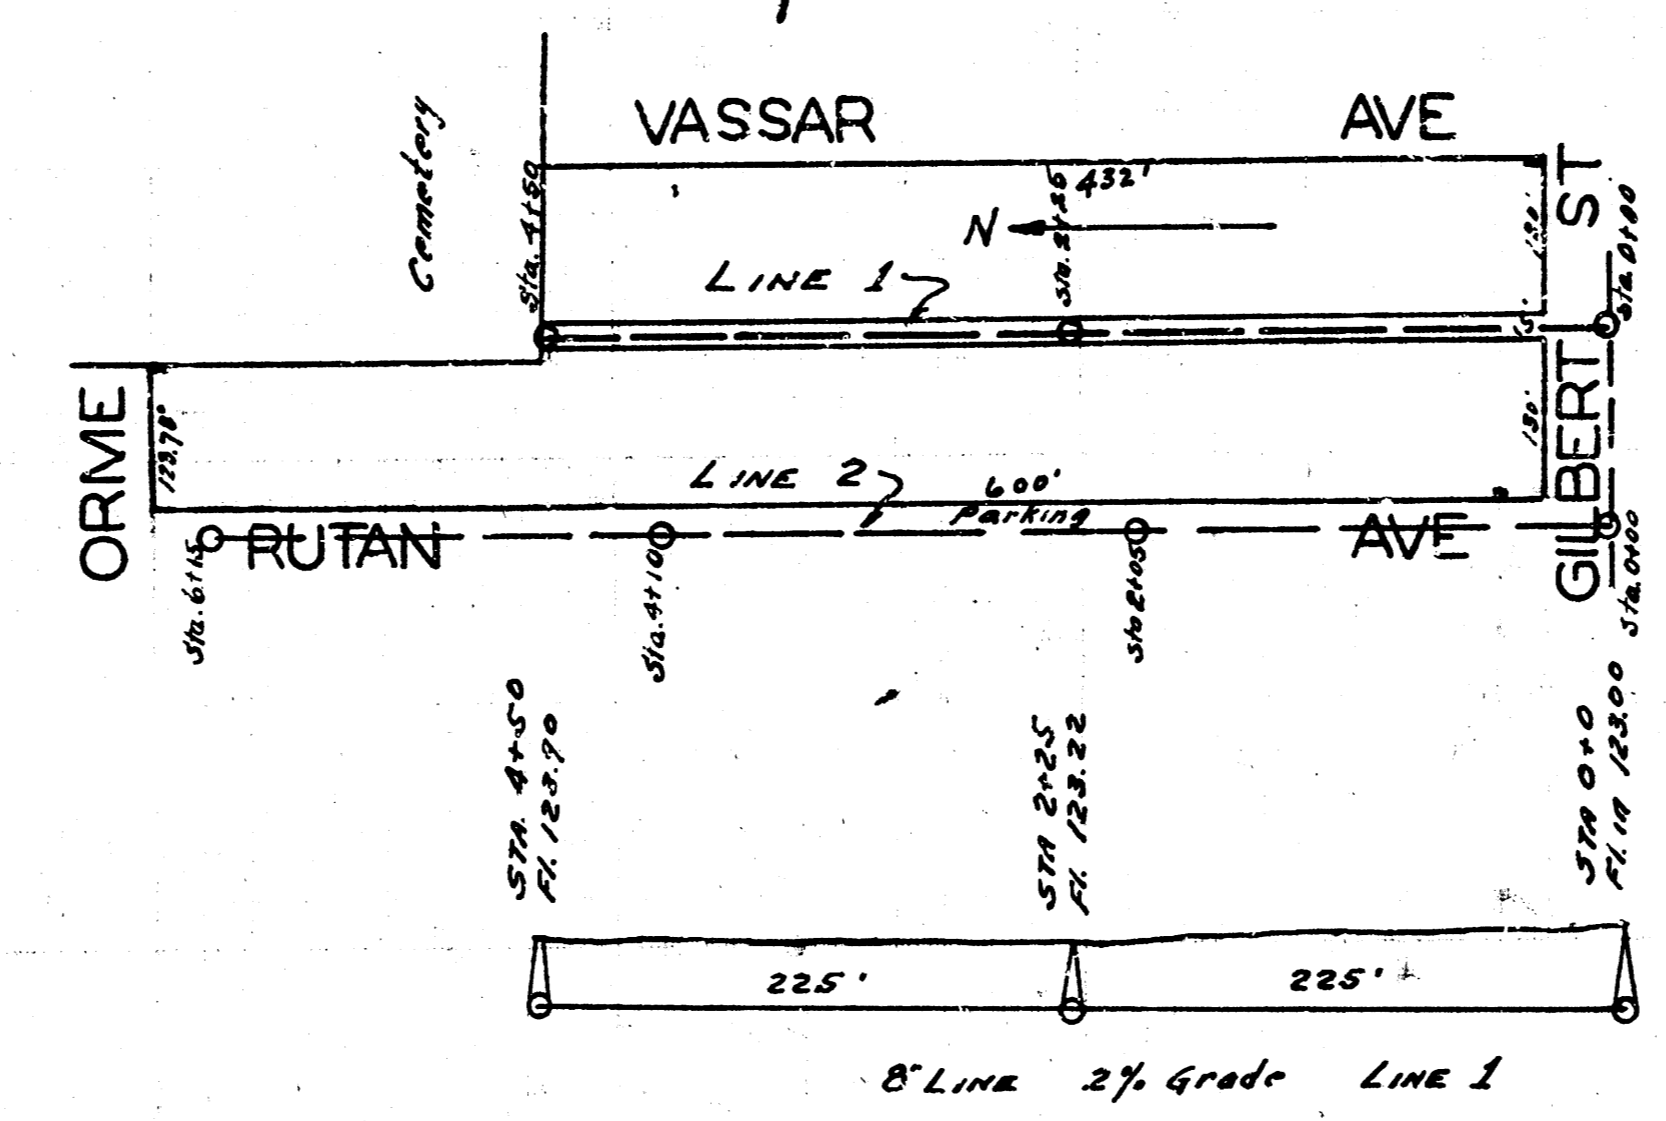 VASSAR AVE
Cemetery
Sta. 4+50
432'
N
130'
ST
Sta. 0+00
LINE 1
ORME
123.78'
LINE 2
600'
Parking
130'
GILBERT
RUTAN AVE
Sta. 6+15
Sta. 4+10
Sta 2+05
Sta. 0+00
STA. 4+50
Fl. 123.90
STA 2+25
Fl. 123.22
STA 0+0
Fl. in 123.00
225'
225'
8" LINE .2% Grade LINE 1